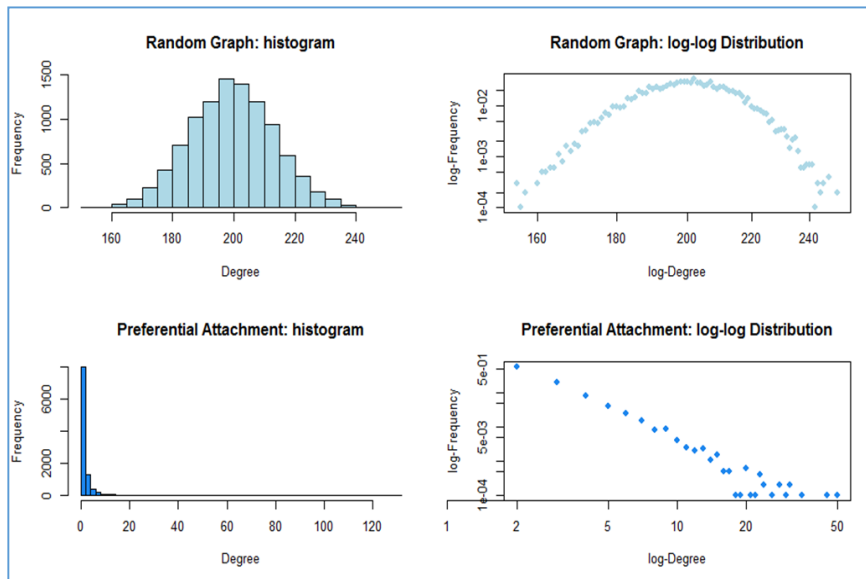 Random Graph: histogram
Frequency
1500
1000
500
0
160 180 200 220 240
Degree
Random Graph: log-log Distribution
log-Frequency
1e-02
1e-03
1e-04
160 180 200 220 240
log-Degree
Preferential Attachment: histogram
Frequency
6000
2000
0
0 20 40 60 80 100 120
Degree
Preferential Attachment: log-log Distribution
log-Frequency
5e-01
5e-03
1e-04
1 2 5 10 20 50
log-Degree